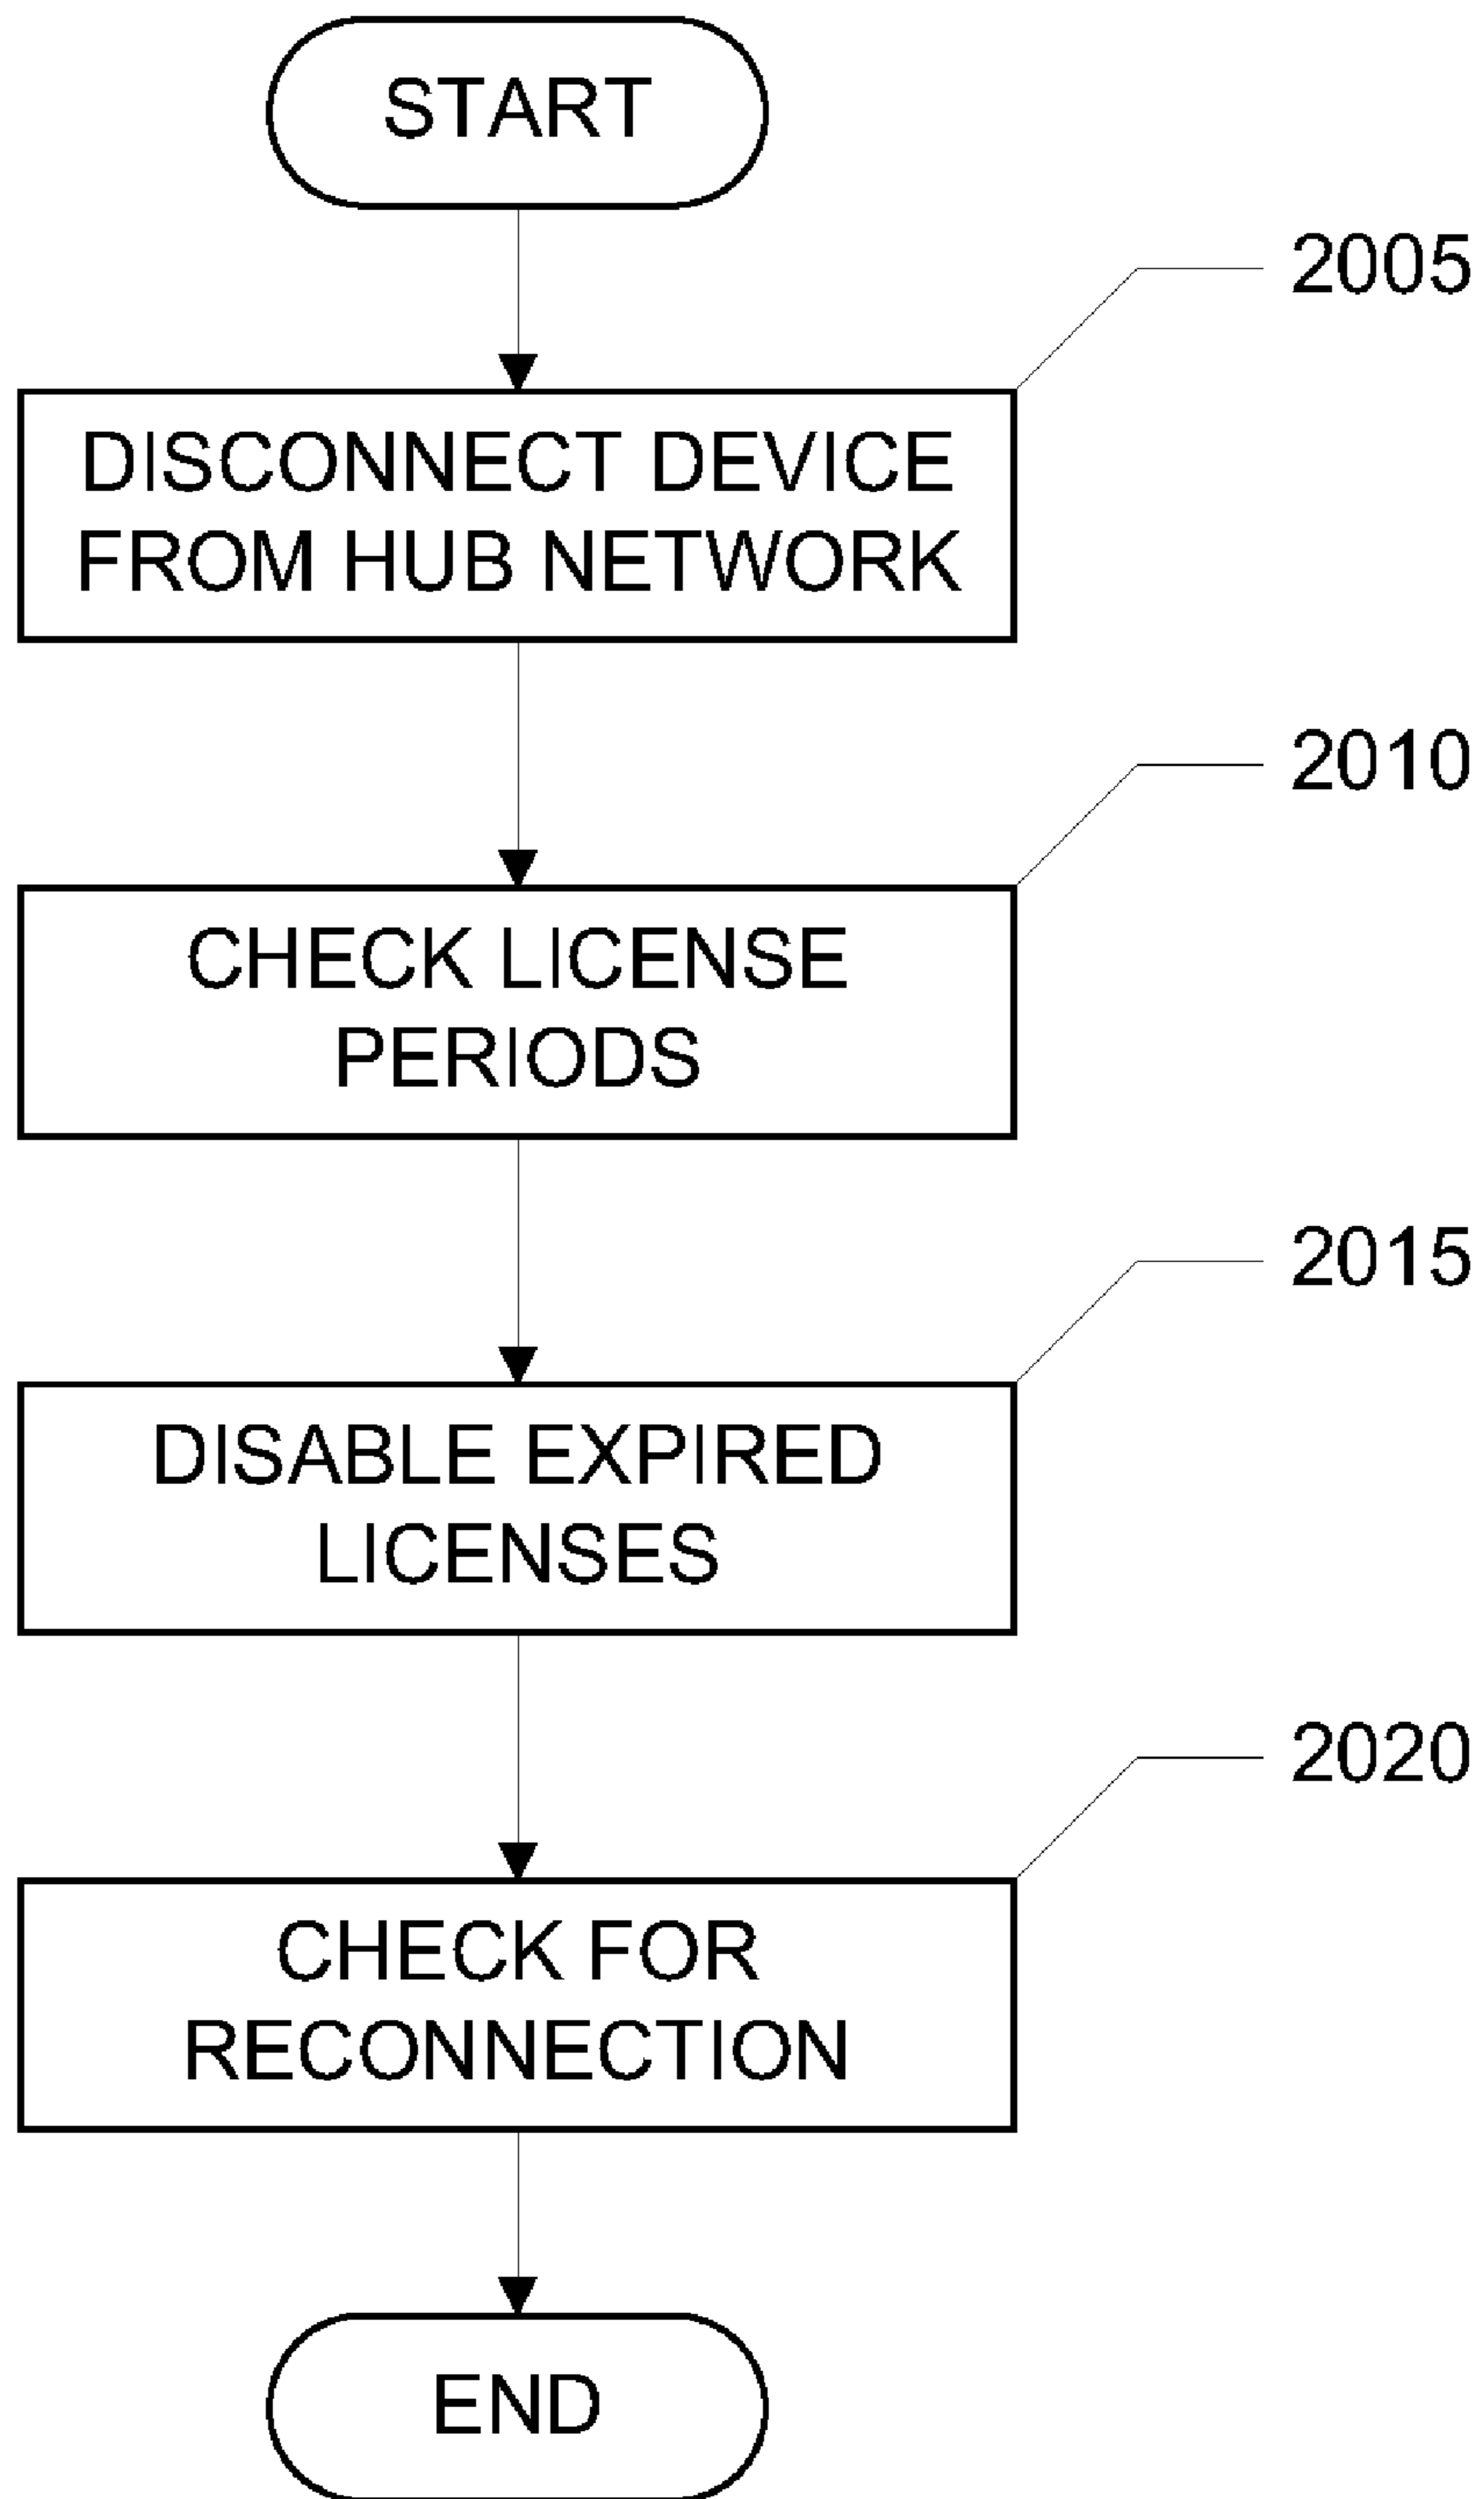 START
2005
DISCONNECT DEVICE
FROM HUB NETWORK
2010
CHECK LICENSE
PERIODS
2015
DISABLE EXPIRED
LICENSES
2020
CHECK FOR
RECONNECTION
END